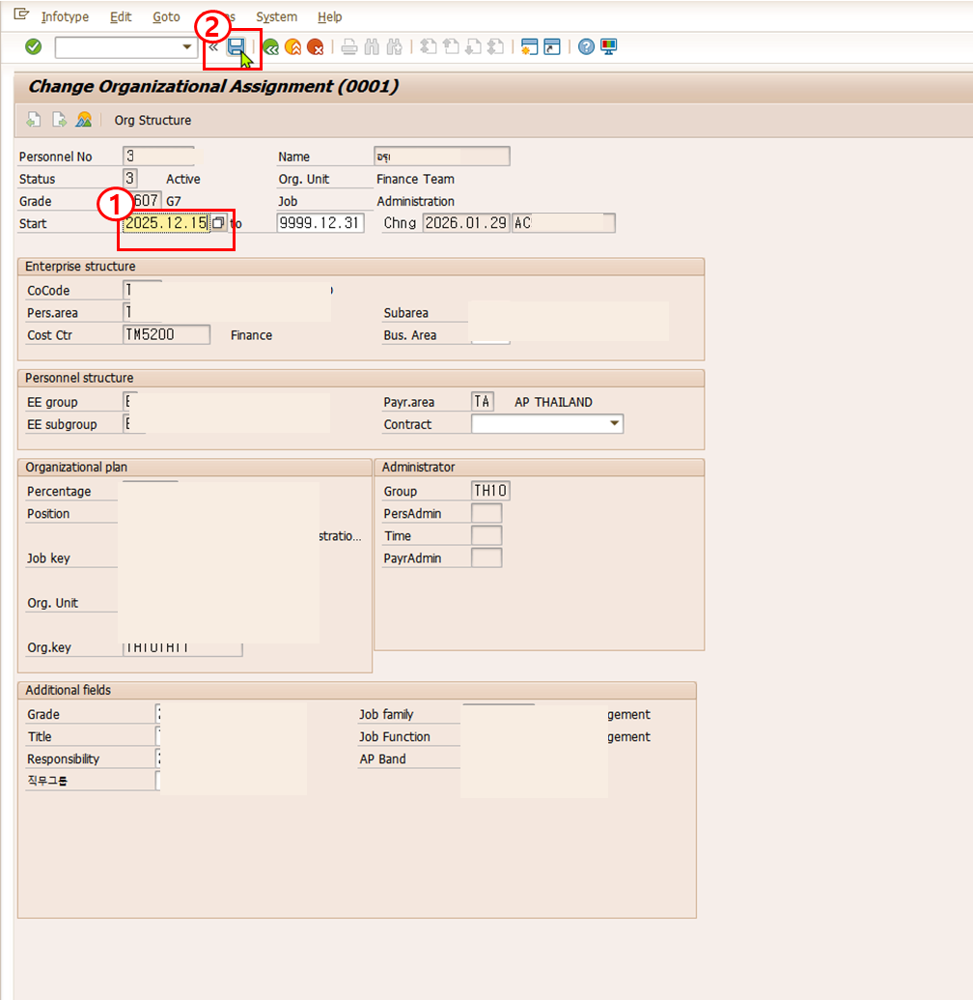 Infotype Edit Goto System Help
2
Change Organizational Assignment (0001)
Org Structure
Personnel No 3 Name
Status 3 Active Org. Unit Finance Team
Grade 607 G7 Job Administration
1
Start 2025.12.15 to 9999.12.31 Chng 2026.01.29 AC
Enterprise structure
CoCode
Pers.area Subarea
Cost Ctr TM5200 Finance Bus. Area
Personnel structure
EE group Payr.area TA AP THAILAND
EE subgroup Contract
Organizational plan Administrator
Percentage Group TH10
Position PersAdmin
stratio... Time
Job key PayrAdmin
Org. Unit
Org.key
Additional fields
Grade Job family gement
Title Job Function gement
Responsibility AP Band
직무그룹